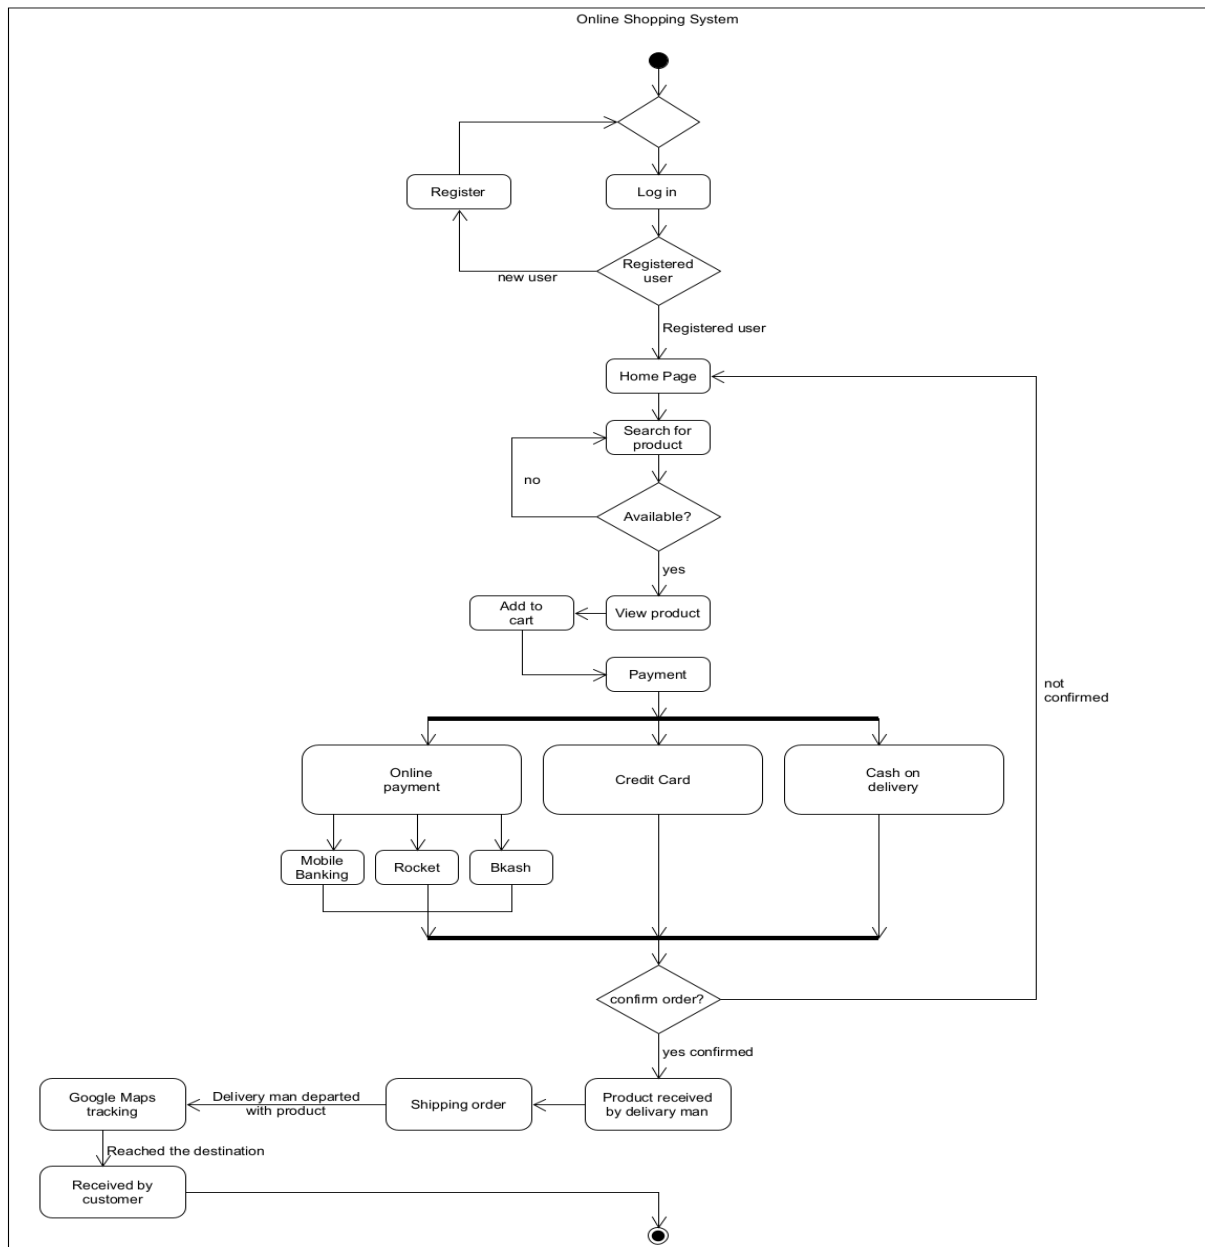 Online Shopping System
Register
Log in
Registered
user
new user
Registered user
Home Page
Search for
product
no
Available?
yes
Add to
cart
View product
Payment
not
confirmed
Online
payment
Credit Card
Cash on
delivery
Mobile
Banking
Rocket
Bkash
confirm order?
yes confirmed
Google Maps
tracking
Delivery man departed
with product
Shipping order
Product received
by delivary man
Reached the destination
Received by
customer